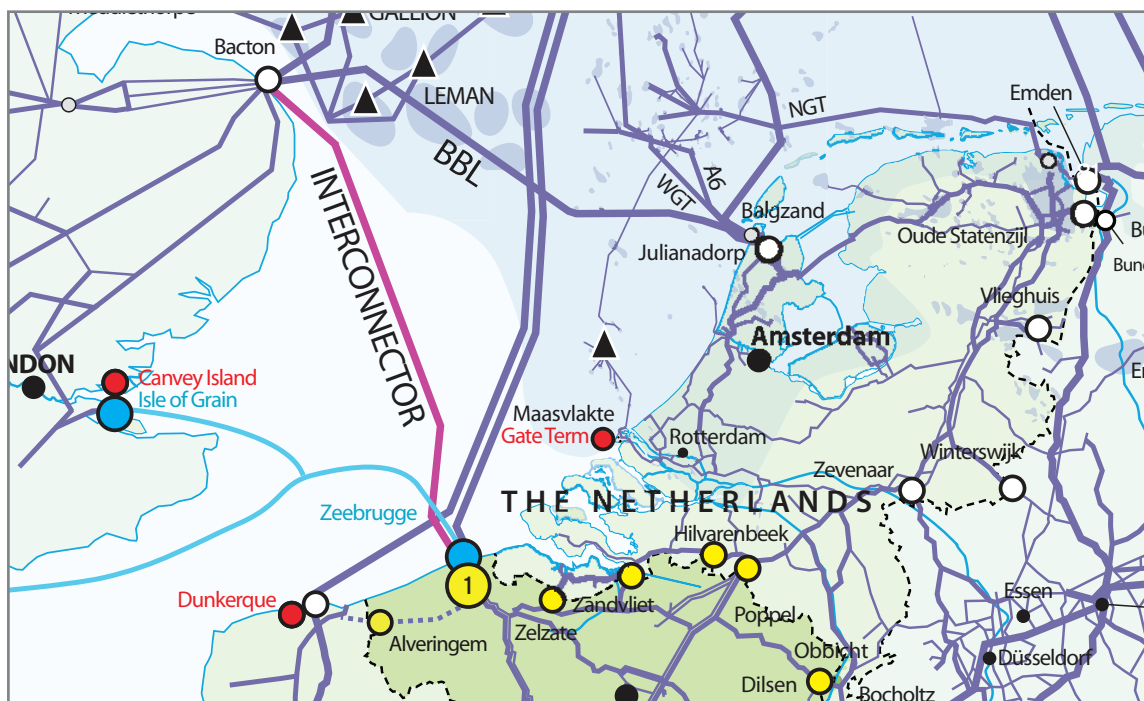 GALLION
Bacton
LEMAN
BBL
INTERCONNECTOR
NGT
A6
WGT
Emden
Balgzand
Julianadorp
Oude Statenzijl
Vlieghuis
Amsterdam
NDON
Canvey Island
Isle of Grain
Maasvlakte
Gate Term
Rotterdam
Winterswijk
Zevenaar
THE NETHERLANDS
Zeebrugge
Hilvarenbeek
1
Dunkerque
Zandvliet
Zelzate
Alveringem
Poppel
Essen
Obbicht
Düsseldorf
Dilsen
Bocholtz